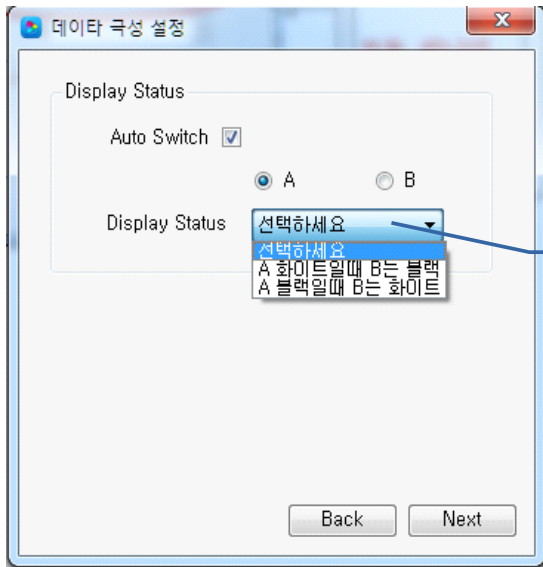 데이타 극성 설정
Display Status
Auto Switch
A B
Display Status 선택하세요
선택하세요
A 화이트일때 B는 블랙
A 블랙일때 B는 화이트
Back Next